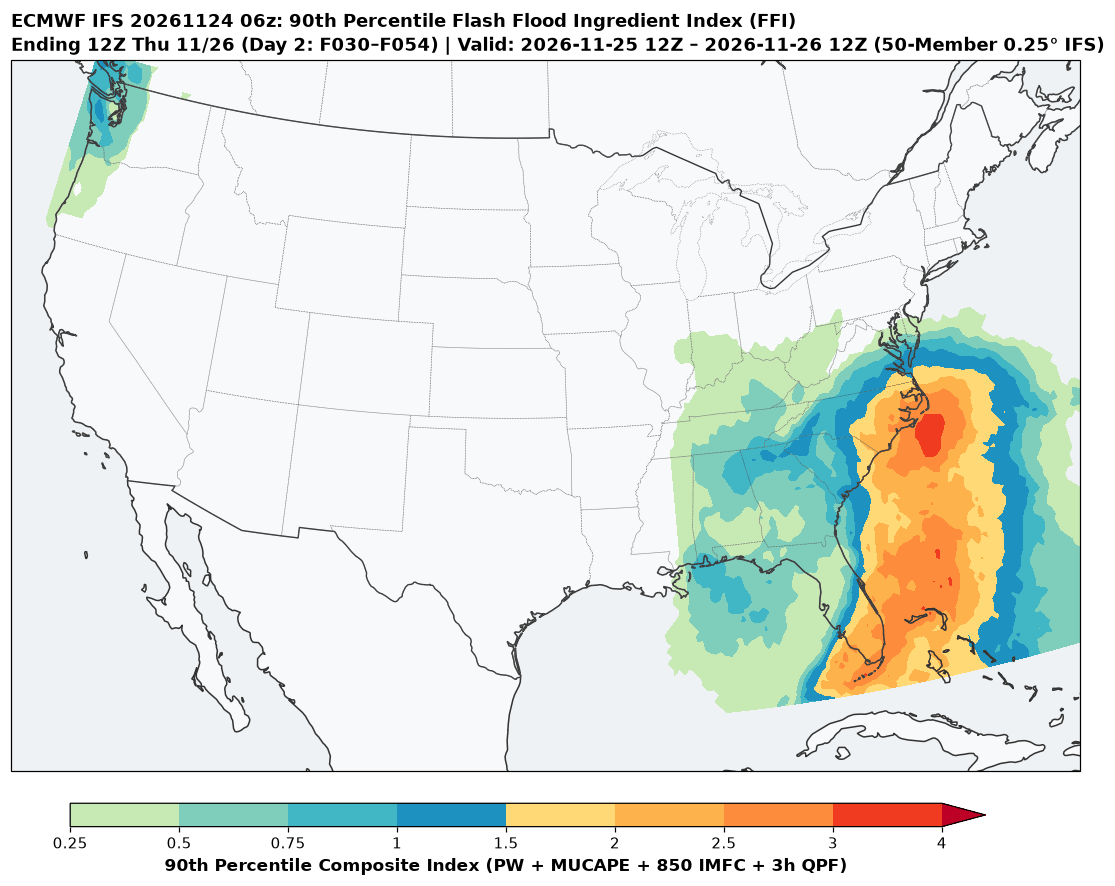 ECMWF IFS 20261124 06z: 90th Percentile Flash Flood Ingredient Index (FFI)
Ending 12Z Thu 11/26 (Day 2: F030–F054) | Valid: 2026-11-25 12Z – 2026-11-26 12Z (50-Member 0.25° IFS)
0.25 0.5 0.75 1 1.5 2 2.5 3 4
90th Percentile Composite Index (PW + MUCAPE + 850 IMFC + 3h QPF)